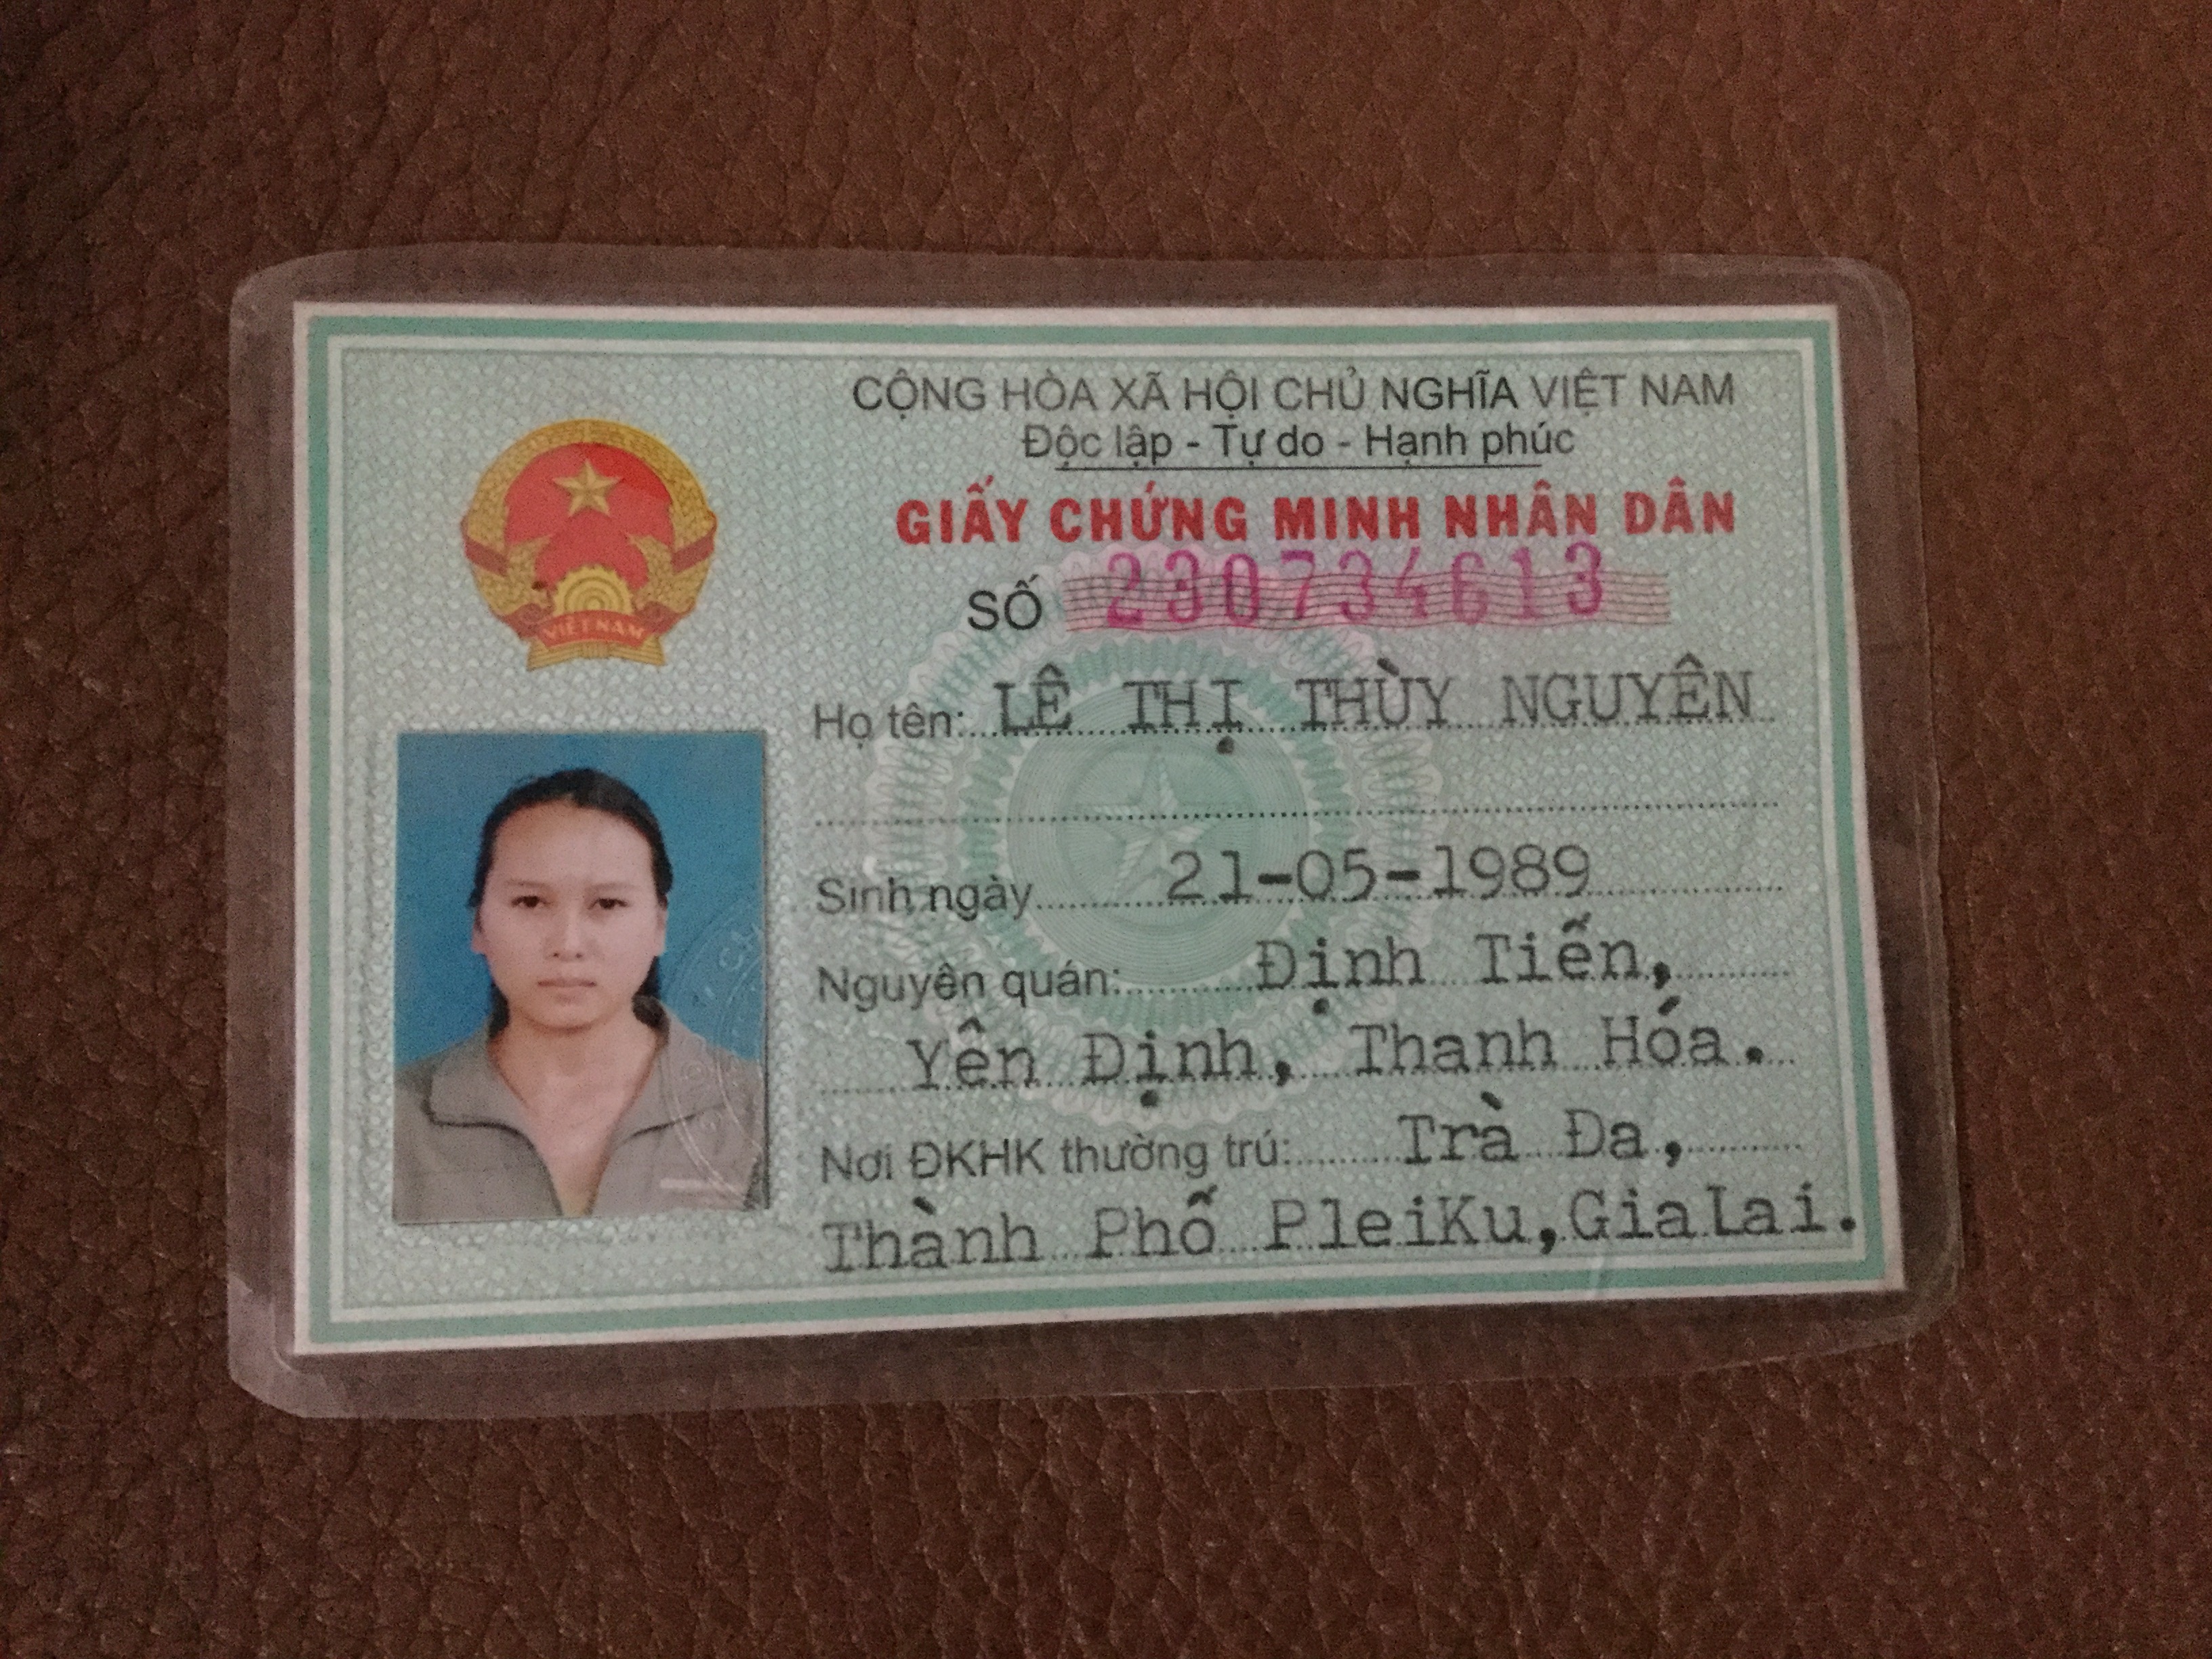 CỘNG HÒA XÃ HỘI CHỦ NGHĨA VIỆT NAM
Độc lập - Tự do - Hạnh phúc
GIẤY CHỨNG MINH NHÂN DÂN
SỐ 230734613
VIỆT NAM
Họ tên: LÊ THỊ THÙY NGUYÊN
Sinh ngày 21-05-1989
Nguyên quán: Định Tiến,
Yên Định, Thanh Hóa.
Nơi ĐKHK thường trú: Trà Đa,
Thành Phố PleiKu,GiaLai.